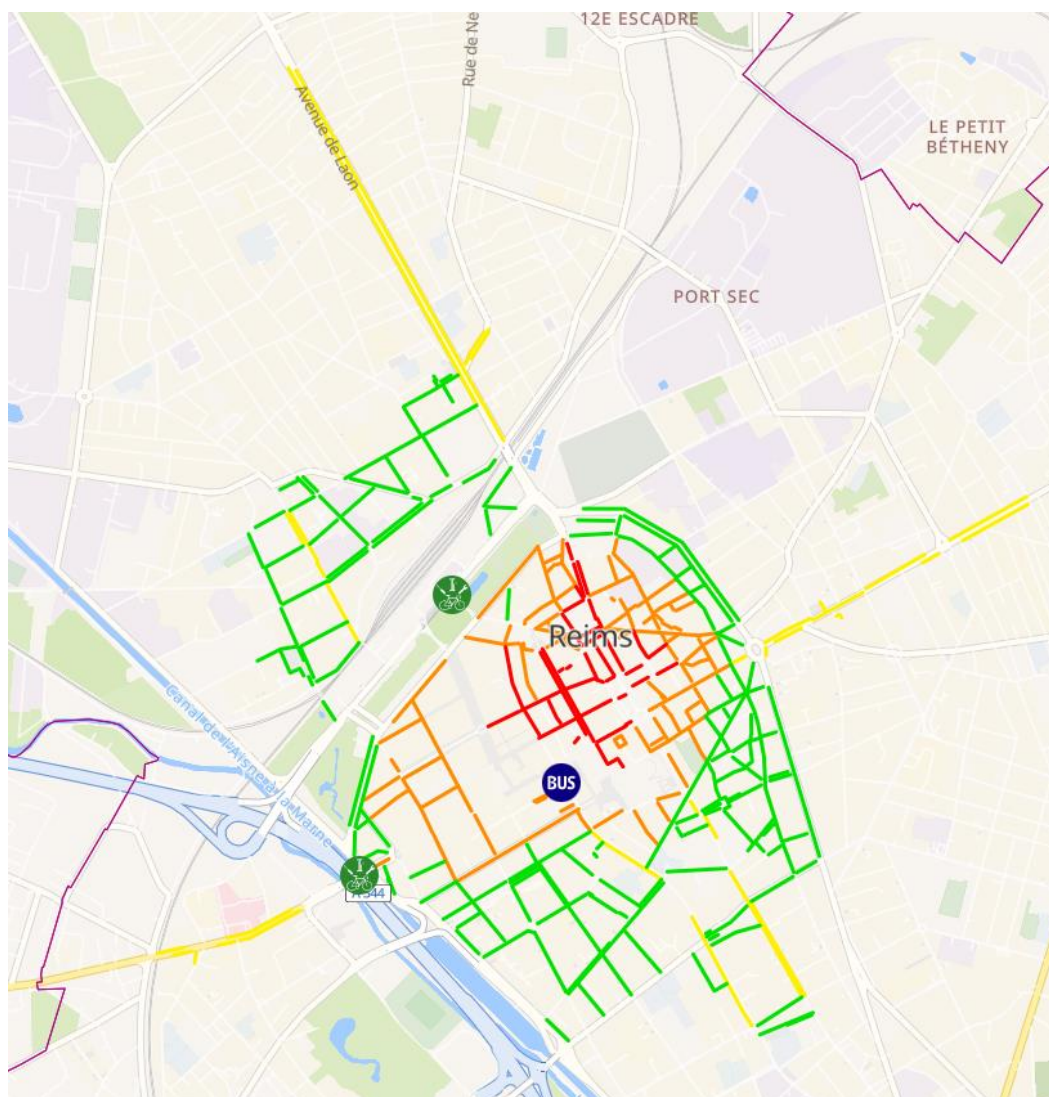 12E ESCADRE
Rue de Ne
Avenue de Laon
LE PETIT
BÉTHENY
PORT SEC
Reims
Canal de l'Aisne à la Marne
BUS